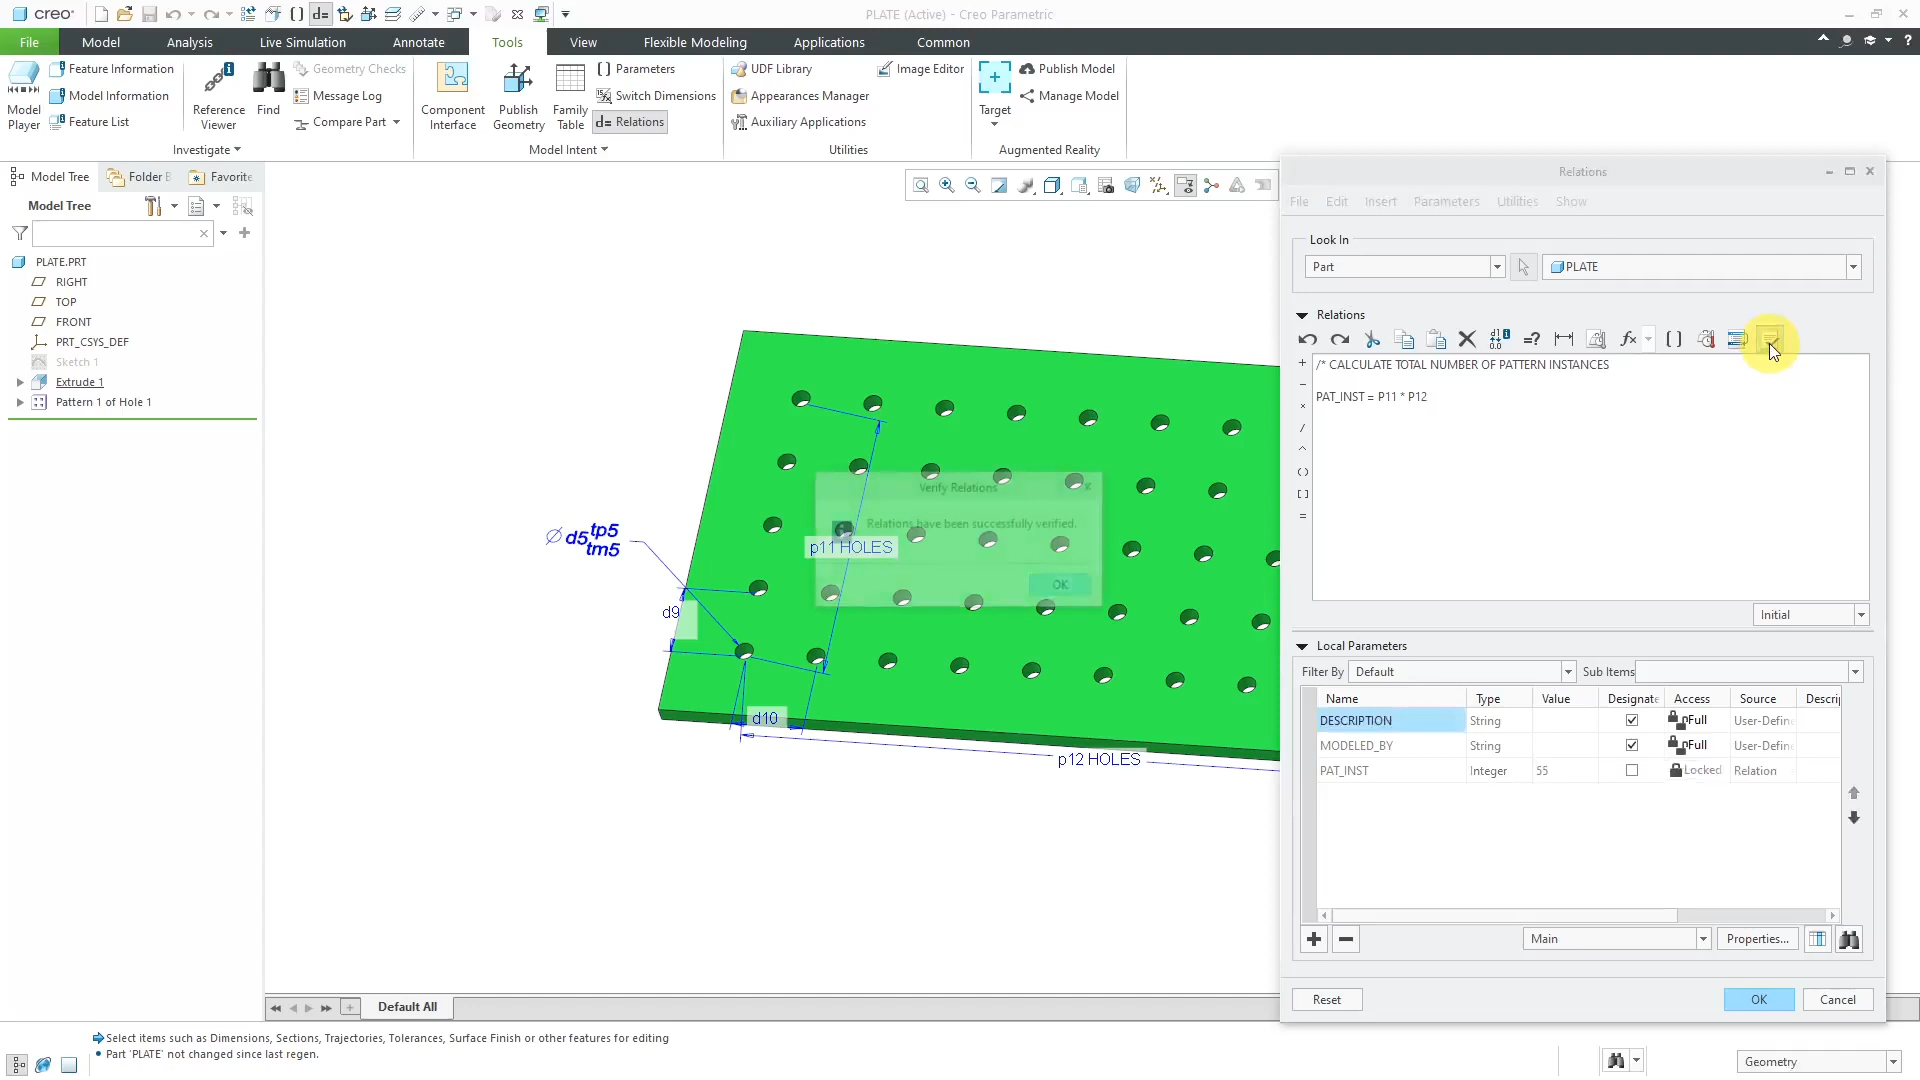 creo
PLATE (Active) - Creo Parametric
File
Model
Analysis
Live Simulation
Annotate
Tools
View
Flexible Modeling
Applications
Common
Model Player
Feature Information
Model Information
Feature List
Reference Viewer
Find
Geometry Checks
Message Log
Compare Part
Investigate
Component Interface
Publish Geometry
Family Table
Parameters
Switch Dimensions
d= Relations
Model Intent
UDF Library
Appearances Manager
Auxiliary Applications
Image Editor
Utilities
Target
Publish Model
Manage Model
Augmented Reality
Model Tree
Folder B
Favorite
Model Tree
PLATE.PRT
RIGHT
TOP
FRONT
PRT_CSYS_DEF
Sketch 1
Extrude 1
Pattern 1 of Hole 1
Ø d5 tp5
tm5
d9
d10
p11 HOLES
p12 HOLES
Verify Relations
Relations have been successfully verified.
OK
Relations
File Edit Insert Parameters Utilities Show
Look In
Part
PLATE
Relations
/* CALCULATE TOTAL NUMBER OF PATTERN INSTANCES
PAT_INST = P11 * P12
Initial
Local Parameters
Filter By Default Sub Items
Name Type Value Designate Access Source Descri
DESCRIPTION String Full User-Define
MODELED_BY String Full User-Define
PAT_INST Integer 55 Locked Relation
Main
Properties...
Reset
OK
Cancel
Default All
Select items such as Dimensions, Sections, Trajectories, Tolerances, Surface Finish or other features for editing
• Part 'PLATE' not changed since last regen.
Geometry